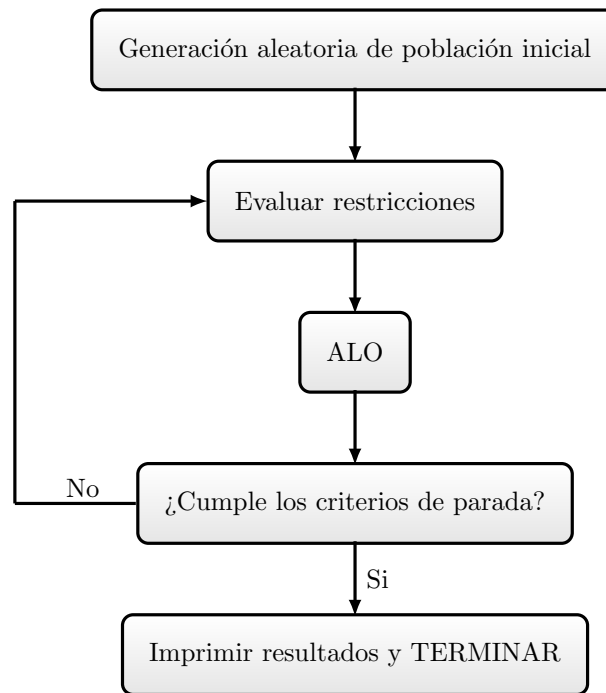 Generación aleatoria de población inicial
Evaluar restricciones
ALO
¿Cumple los criterios de parada?
No
Si
Imprimir resultados y TERMINAR